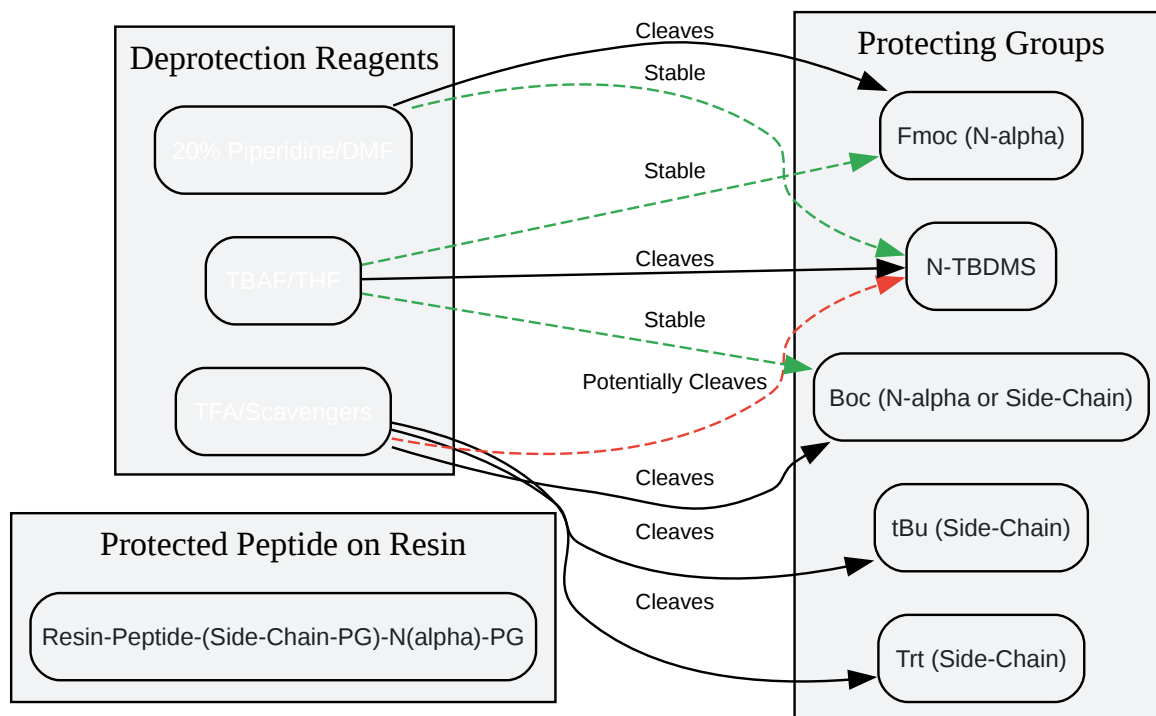 Deprotection Reagents
20% Piperidine/DMF
TBAF/THF
TFA/Scavengers
Protected Peptide on Resin
Resin-Peptide-(Side-Chain-PG)-N(alpha)-PG
Cleaves
Stable
Stable
Cleaves
Stable
Potentially Cleaves
Cleaves
Cleaves
Cleaves
Protecting Groups
Fmoc (N-alpha)
N-TBDMS
Boc (N-alpha or Side-Chain)
tBu (Side-Chain)
Trt (Side-Chain)